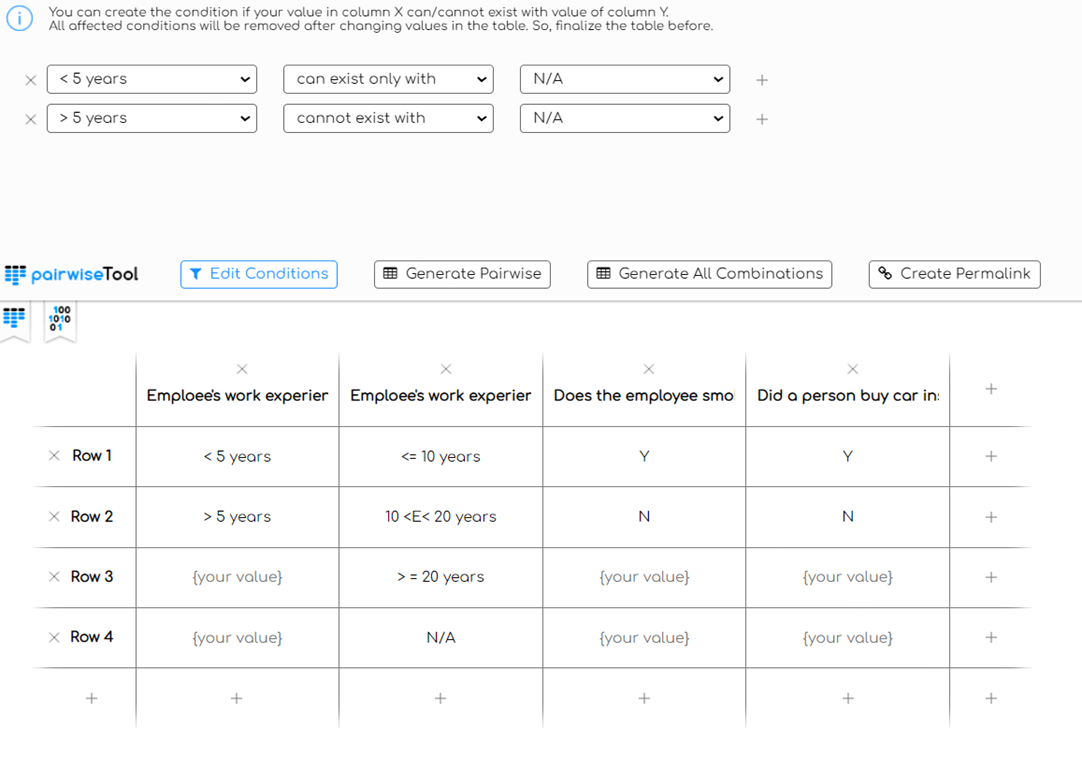 You can create the condition if your value in column X can/cannot exist with value of column Y.
All affected conditions will be removed after changing values in the table. So, finalize the table before.
< 5 years can exist only with N/A
> 5 years cannot exist with N/A
pairwiseTool Edit Conditions Generate Pairwise Generate All Combinations Create Permalink
100
1010
01
Emploee's work experien Emploee's work experien Does the employee smo Did a person buy car in
Row 1 < 5 years <= 10 years Y Y
Row 2 > 5 years 10 <E< 20 years N N
Row 3 {your value} > = 20 years {your value} {your value}
Row 4 {your value} N/A {your value} {your value}